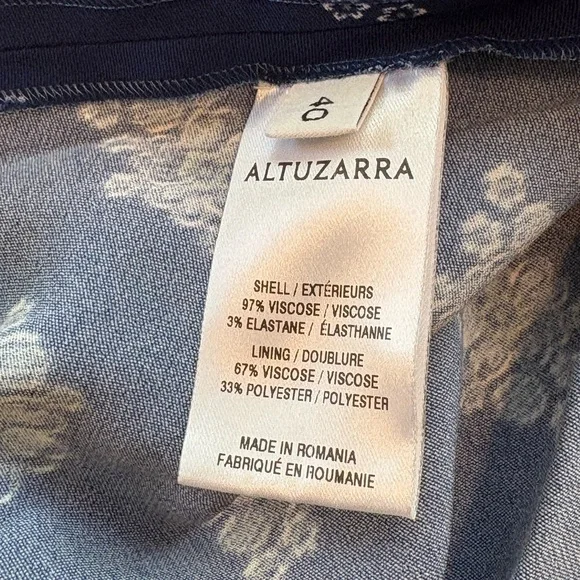 40
ALTUZARRA
SHELL / EXTÉRIEURS
97% VISCOSE / VISCOSE
3% ELASTANE / ÉLASTHANNE
LINING / DOUBLURE
67% VISCOSE / VISCOSE
33% POLYESTER / POLYESTER
MADE IN ROMANIA
FABRIQUÉ EN ROUMANIE